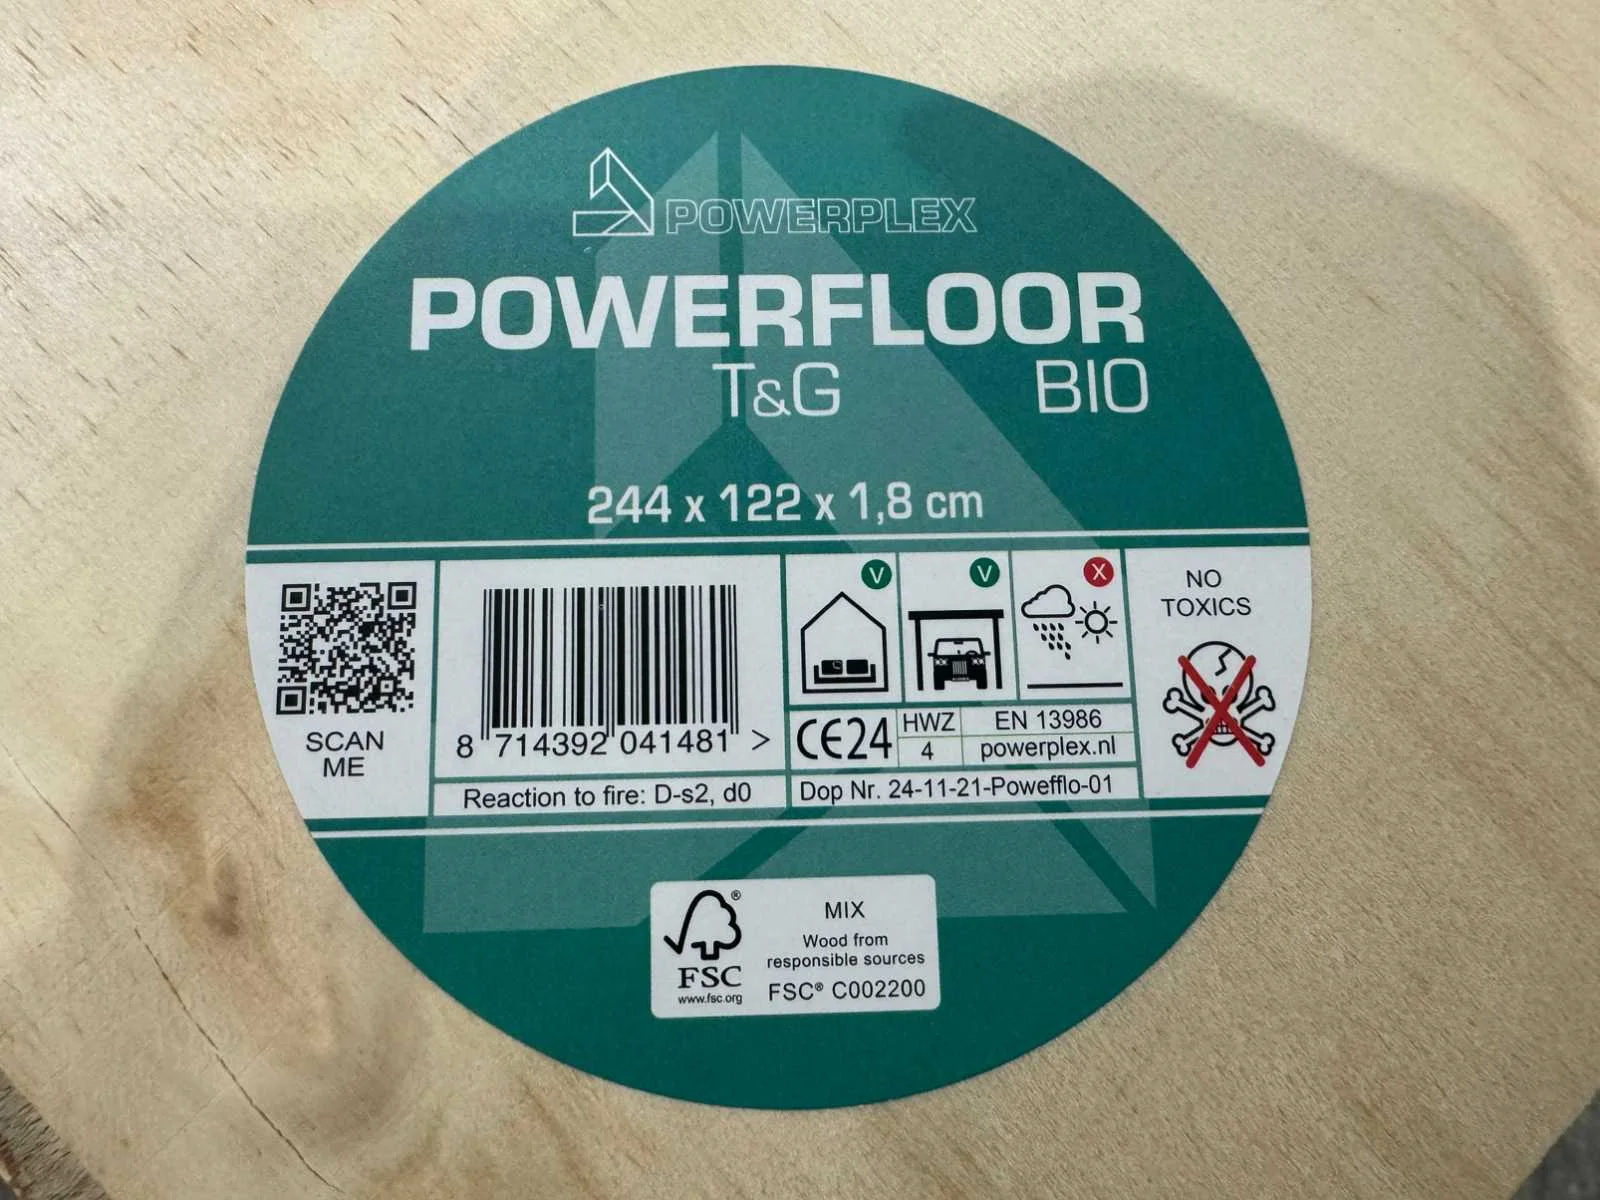 POWERPLEX
POWERFLOOR
T&G
BIO
244 x 122 x 1,8 cm
SCAN
ME
8 714392 041481 >
Reaction to fire: D-s2, d0
V
V
X
CE24
HWZ
4
EN 13986
powerplex.nl
Dop Nr. 24-11-21-Powefflo-01
NO
TOXICS
FSC®
www.fsc.org
MIX
Wood from
responsible sources
FSC® C002200